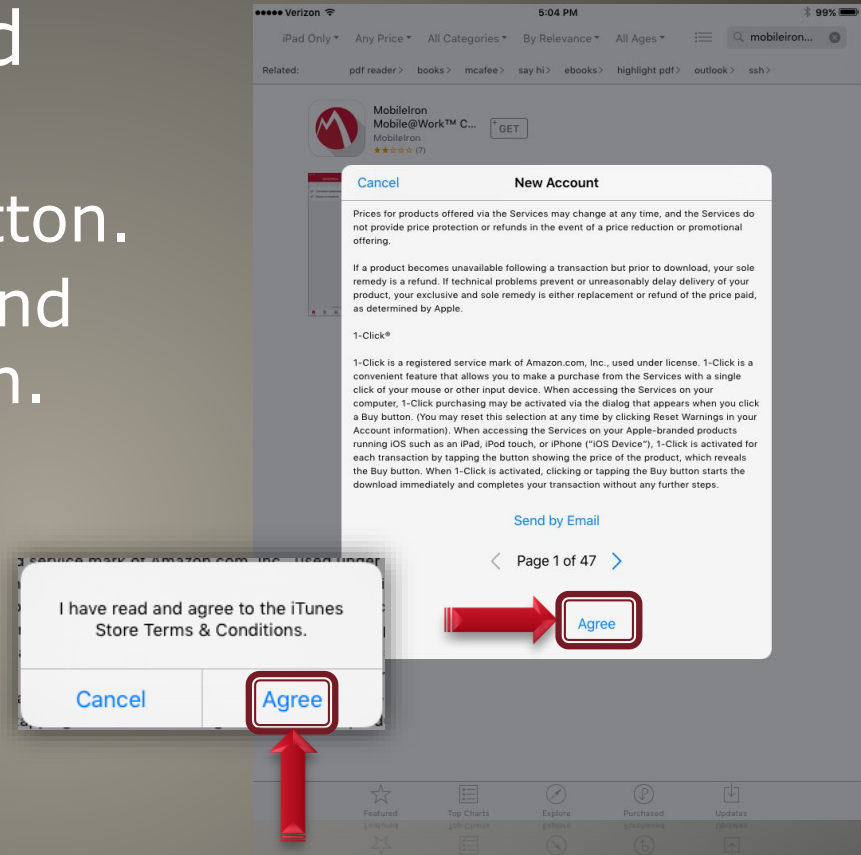 d
tton.
nd
n.
Verizon
5:04 PM
99%
iPad Only
Any Price
All Categories
By Relevance
All Ages
mobileiron...
Related:
pdf reader >
books >
mcafee >
say hi >
ebooks >
highlight pdf >
outlook >
ssh >
MobileIron
Mobile@Work™ C...
MobileIron
(7)
+ GET
Cancel
New Account
Prices for products offered via the Services may change at any time, and the Services do
not provide price protection or refunds in the event of a price reduction or promotional
offering.
If a product becomes unavailable following a transaction but prior to download, your sole
remedy is a refund. If technical problems prevent or unreasonably delay delivery of your
product, your exclusive and sole remedy is either replacement or refund of the price paid,
as determined by Apple.
1-Click®
1-Click is a registered service mark of Amazon.com, Inc., used under license. 1-Click is a
convenient feature that allows you to make a purchase from the Services with a single
click of your mouse or other input device. When accessing the Services on your
computer, 1-Click purchasing may be activated via the dialog that appears when you click
a Buy button. (You may reset this selection at any time by clicking Reset Warnings in your
Account information). When accessing the Services on your Apple-branded products
running iOS such as an iPad, iPod touch, or iPhone ("iOS Device"), 1-Click is activated for
each transaction by tapping the button showing the price of the product, which reveals
the Buy button. When 1-Click is activated, clicking or tapping the Buy button starts the
download immediately and completes your transaction without any further steps.
Send by Email
Page 1 of 47
Agree
service mark of Amazon.com, Inc., used under
I have read and agree to the iTunes
Store Terms & Conditions.
Cancel
Agree
Featured
Top Charts
Explore
Purchased
Updates